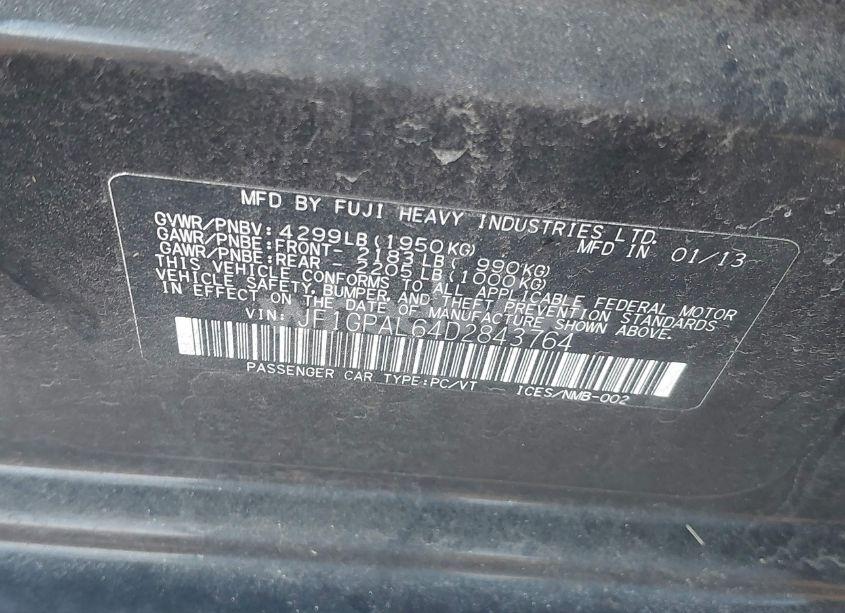 MFD BY FUJI HEAVY INDUSTRIES LTD.
GVWR/PNBV: 4299LB(1950KG) MFD IN 01/13
GAWR/PNBE:FRONT- 2183LB( 990KG)
GAWR/PNBE:REAR - 2205LB(1000KG)
THIS VEHICLE CONFORMS TO ALL APPLICABLE FEDERAL MOTOR
VEHICLE SAFETY,BUMPER, AND THEFT PREVENTION STANDARDS
IN EFFECT ON THE DATE OF MANUFACTURE SHOWN ABOVE.
VIN: JF1GPAL64D2843764
PASSENGER CAR TYPE:PC/VT ICES/NMB-002